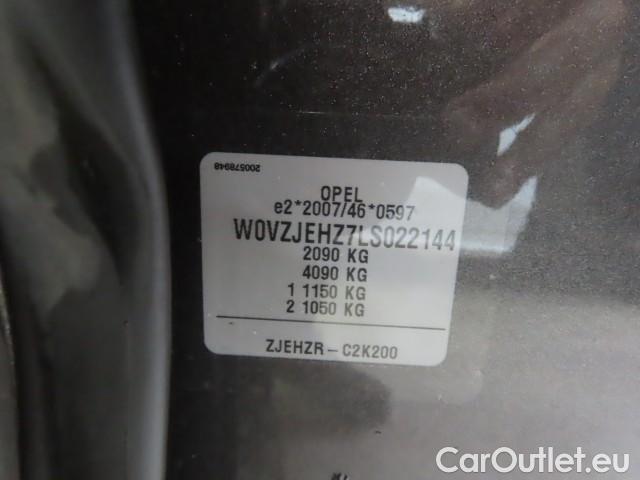 200578948
OPEL
e2*2007/46*0597
W0VZJEHZ7LS022144
2090 KG
4090 KG
1 1150 KG
2 1050 KG
ZJEHZR-C2K200
CarOutlet.eu